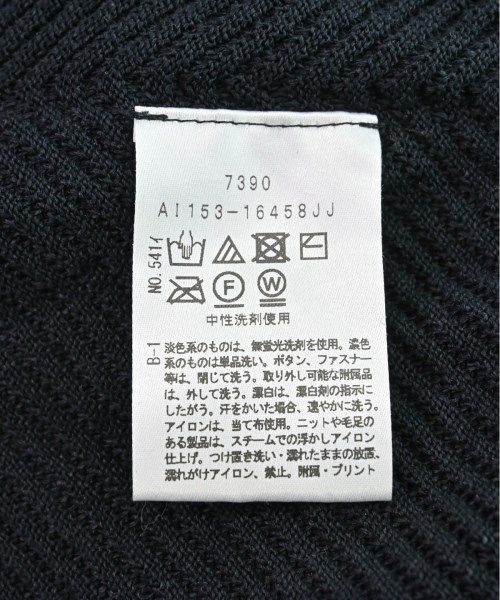 7390
AI153-16458JJ
NO.541イ
F
W
中性洗剤使用
B-1
淡色系のものは、無蛍光洗剤を使用。濃色
系のものは単品洗い。ボタン、ファスナー
等は、閉じて洗う。取り外し可能な附属品
は、外して洗う。漂白は、漂白剤の指示に
したがう。汗をかいた場合、速やかに洗う。
アイロンは、当て布使用。ニットや毛足の
ある製品は、スチームでの浮かしアイロン
仕上げ。つけ置き洗い・濡れたままの放置、
濡れがけアイロン、禁止。附属・プリント